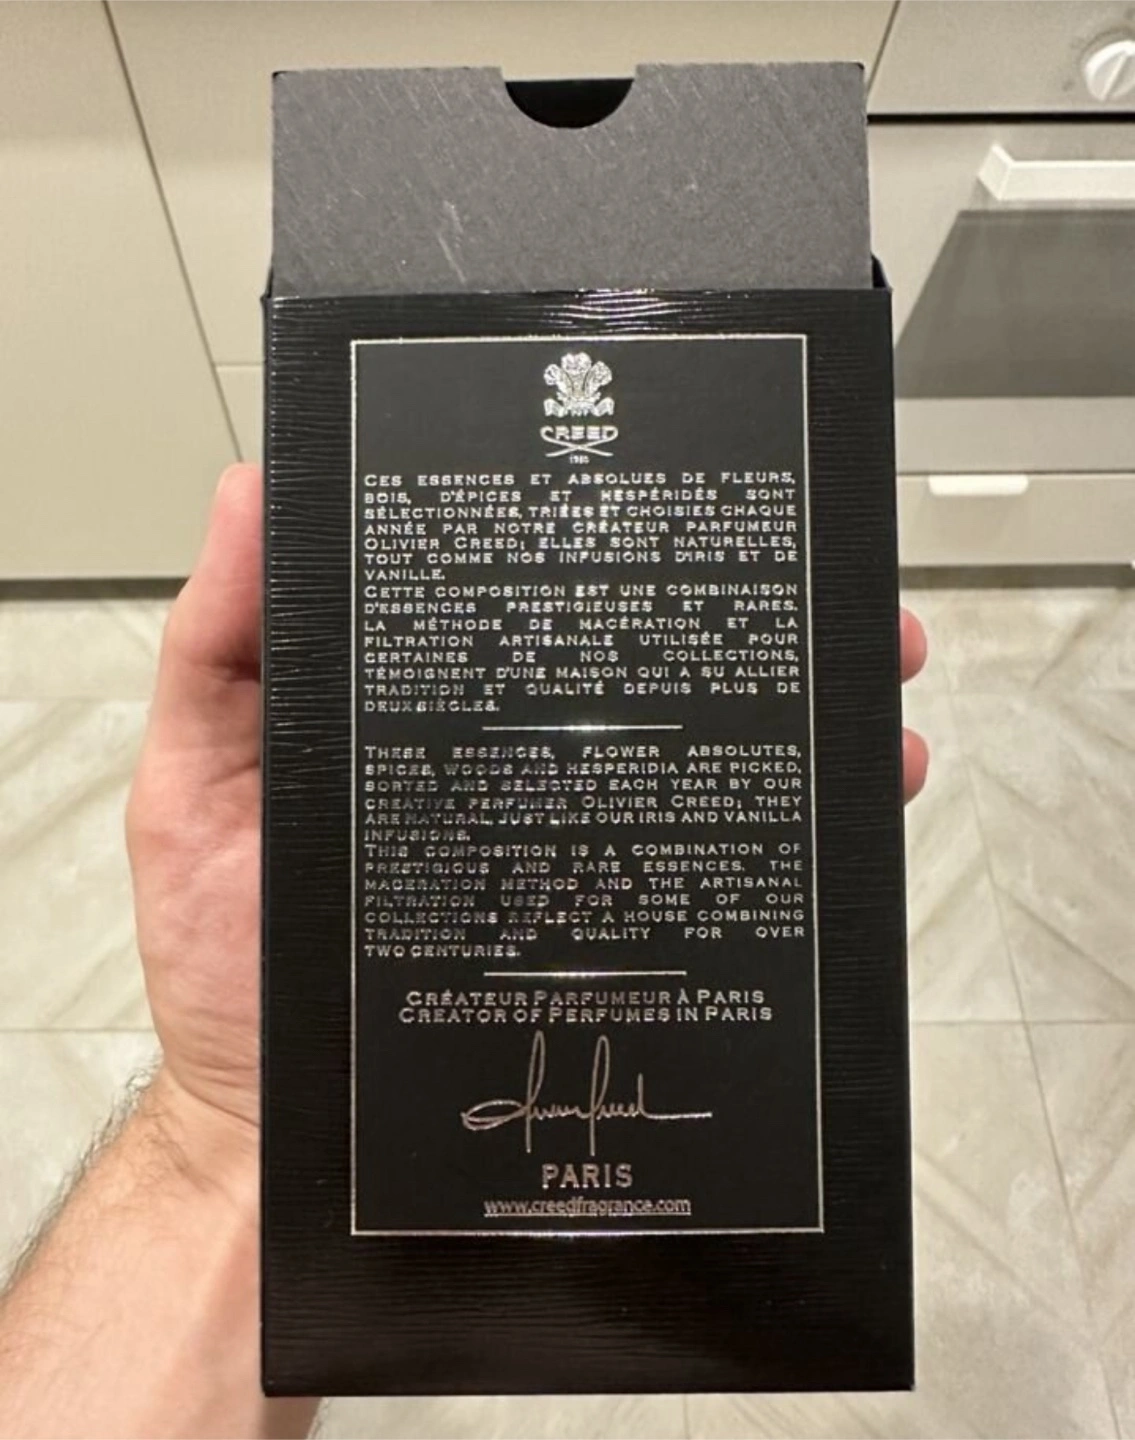 CREED
1760
CES ESSENCES ET ABSOLUES DE FLEURS,
BOIS, D'ÉPICES ET HESPÉRIDÉS SONT
SÉLECTIONNÉES, TRIÉES ET CHOISIES CHAQUE
ANNÉE PAR NOTRE CRÉATEUR PARFUMEUR
OLIVIER CREED; ELLES SONT NATURELLES,
TOUT COMME NOS INFUSIONS D'IRIS ET DE
VANILLE.
CETTE COMPOSITION EST UNE COMBINAISON
D'ESSENCES PRESTIGIEUSES ET RARES.
LA MÉTHODE DE MACÉRATION ET LA
FILTRATION ARTISANALE UTILISÉE POUR
CERTAINES DE NOS COLLECTIONS,
TÉMOIGNENT D'UNE MAISON QUI A SU ALLIER
TRADITION ET QUALITÉ DEPUIS PLUS DE
DEUX SIÈCLES.
THESE ESSENCES, FLOWER ABSOLUTES,
SPICES, WOODS AND HESPERIDIA ARE PICKED,
SORTED AND SELECTED EACH YEAR BY OUR
CREATIVE PERFUMER OLIVIER CREED; THEY
ARE NATURAL, JUST LIKE OUR IRIS AND VANILLA
INFUSIONS.
THIS COMPOSITION IS A COMBINATION OF
PRESTIGIOUS AND RARE ESSENCES. THE
MACERATION METHOD AND THE ARTISANAL
FILTRATION USED FOR SOME OF OUR
COLLECTIONS REFLECT A HOUSE COMBINING
TRADITION AND QUALITY FOR OVER
TWO CENTURIES.
CRÉATEUR PARFUMEUR À PARIS
CREATOR OF PERFUMES IN PARIS
Olivier Creed
PARIS
www.creedfragrance.com